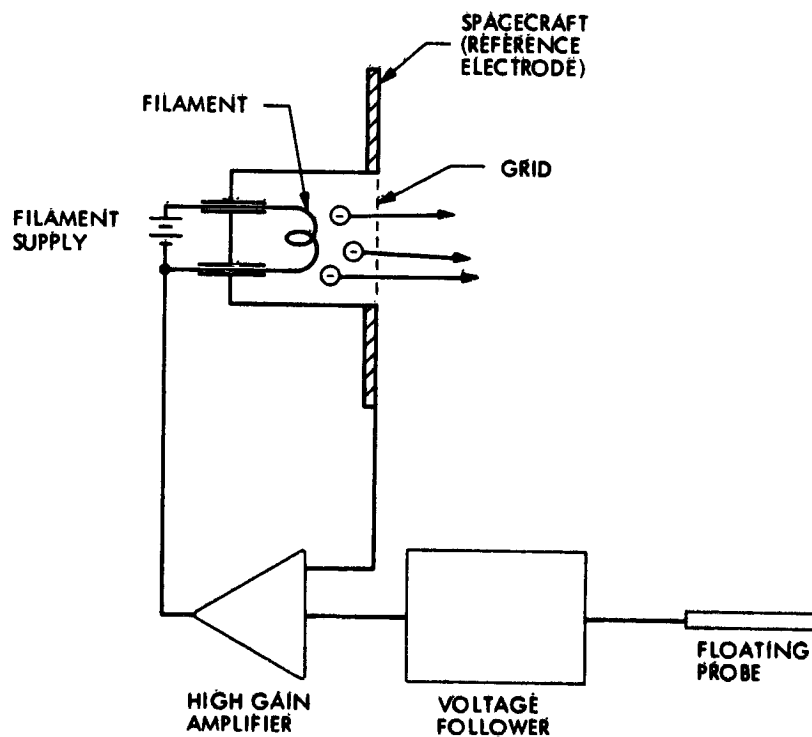 SPACECRAFT
(REFERENCE
ELECTRODE)
FILAMENT
GRID
FILAMENT
SUPPLY
FLOATING
PROBE
HIGH GAIN
AMPLIFIER
VOLTAGE
FOLLOWER